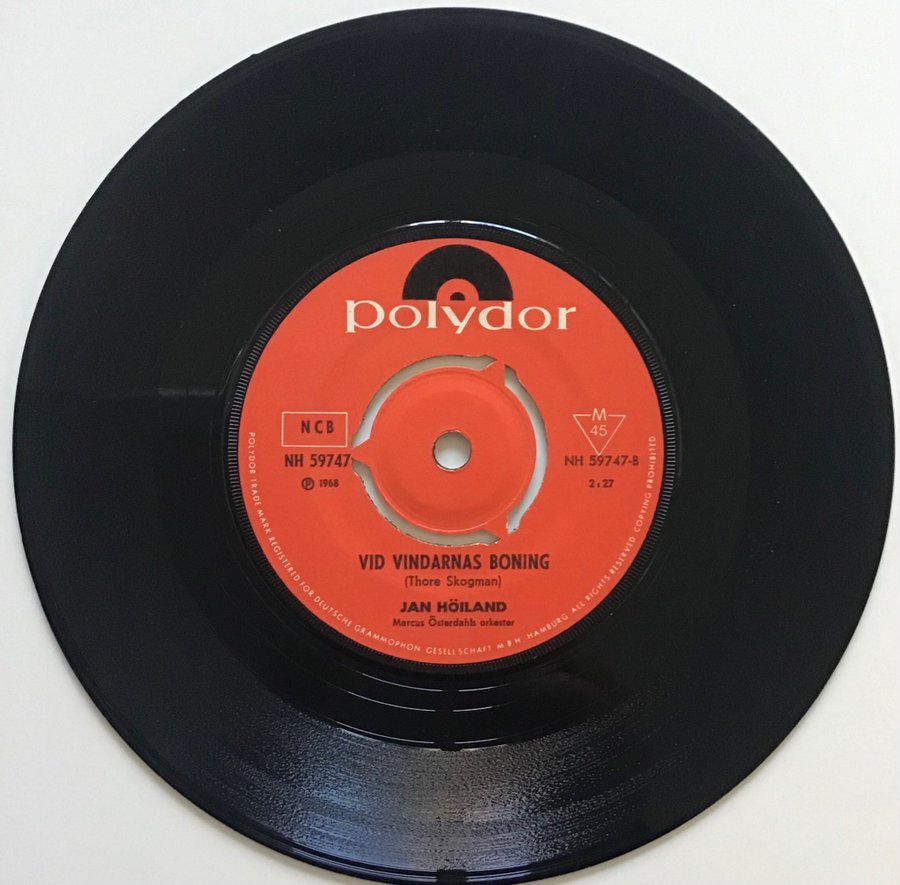 polydor
NCB
NH 59747
Ⓟ 1968
M
45
NH 59747-B
2:27
VID VINDARNAS BONING
(Thore Skogman)
JAN HÖILAND
Marcus Österdahls orkester
POLYDOR TRADE MARK REGISTERED FOR DEUTSCHE GRAMMOPHON GESELLSCHAFT MBH HAMBURG ALL RIGHTS RESERVED COPYING PROHIBITED